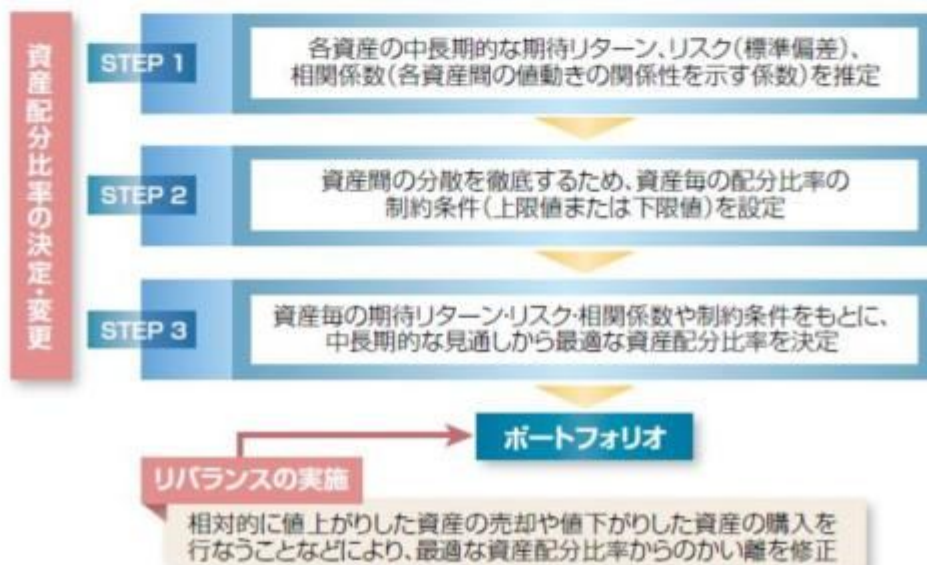 資産配分比率の決定・変更
STEP 1
各資産の中長期的な期待リターン、リスク(標準偏差)、
相関係数(各資産間の値動きの関係性を示す係数)を推定
STEP 2
資産間の分散を徹底するため、資産毎の配分比率の
制約条件(上限値または下限値)を設定
STEP 3
資産毎の期待リターン・リスク・相関係数や制約条件をもとに、
中長期的な見通しから最適な資産配分比率を決定
ポートフォリオ
リバランスの実施
相対的に値上がりした資産の売却や値下がりした資産の購入を
行なうことなどにより、最適な資産配分比率からのかい離を修正